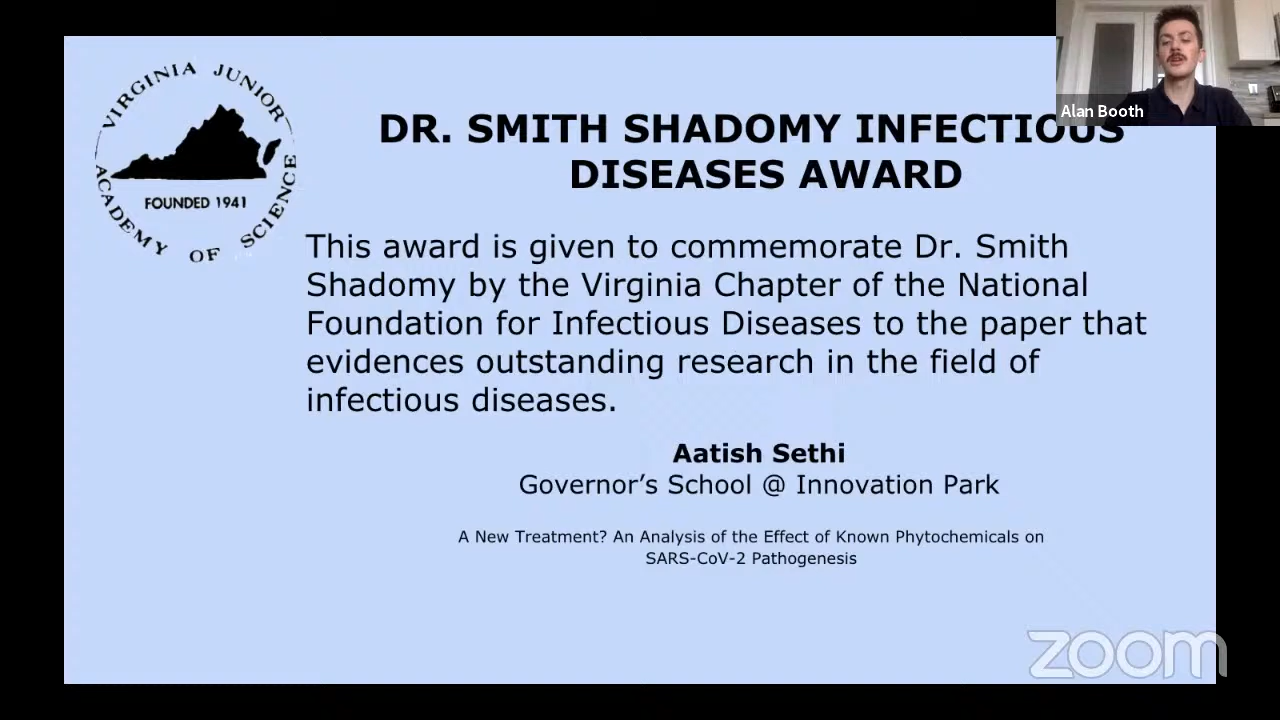 VIRGINIA JUNIOR
ACADEMY OF SCIENCE
FOUNDED 1941
Alan Booth
DR. SMITH SHADOMY INFECTIOUS
DISEASES AWARD
This award is given to commemorate Dr. Smith
Shadomy by the Virginia Chapter of the National
Foundation for Infectious Diseases to the paper that
evidences outstanding research in the field of
infectious diseases.
Aatish Sethi
Governor’s School @ Innovation Park
A New Treatment? An Analysis of the Effect of Known Phytochemicals on
SARS-CoV-2 Pathogenesis
zoom